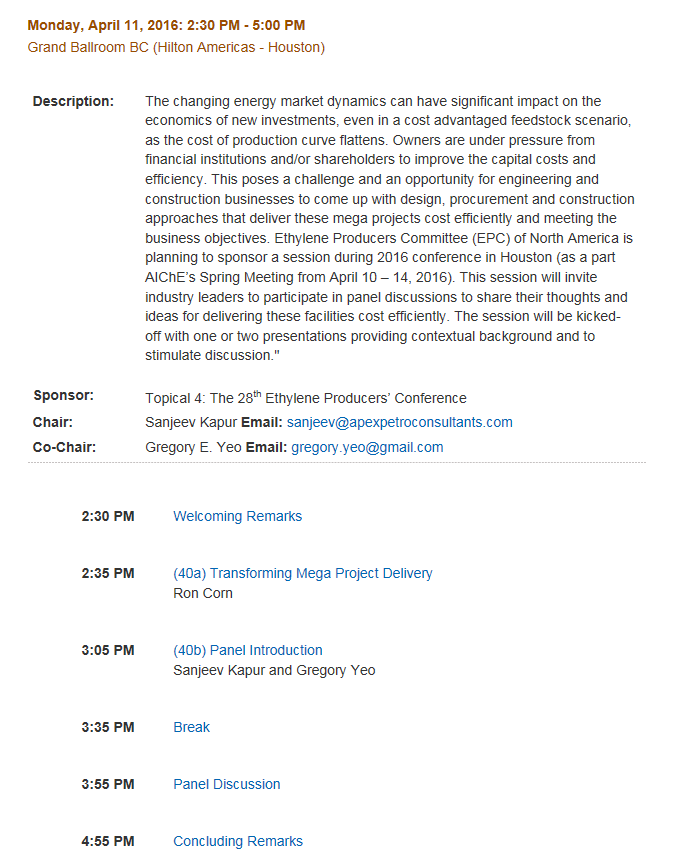 Monday, April 11, 2016: 2:30 PM - 5:00 PM
Grand Ballroom BC (Hilton Americas - Houston)
Description: The changing energy market dynamics can have significant impact on the
economics of new investments, even in a cost advantaged feedstock scenario,
as the cost of production curve flattens. Owners are under pressure from
financial institutions and/or shareholders to improve the capital costs and
efficiency. This poses a challenge and an opportunity for engineering and
construction businesses to come up with design, procurement and construction
approaches that deliver these mega projects cost efficiently and meeting the
business objectives. Ethylene Producers Committee (EPC) of North America is
planning to sponsor a session during 2016 conference in Houston (as a part
AIChE's Spring Meeting from April 10 – 14, 2016). This session will invite
industry leaders to participate in panel discussions to share their thoughts and
ideas for delivering these facilities cost efficiently. The session will be kicked-
off with one or two presentations providing contextual background and to
stimulate discussion."
Sponsor: Topical 4: The 28th Ethylene Producers' Conference
Chair: Sanjeev Kapur Email: sanjeev@apexpetroconsultants.com
Co-Chair: Gregory E. Yeo Email: gregory.yeo@gmail.com
2:30 PM Welcoming Remarks
2:35 PM (40a) Transforming Mega Project Delivery
Ron Corn
3:05 PM (40b) Panel Introduction
Sanjeev Kapur and Gregory Yeo
3:35 PM Break
3:55 PM Panel Discussion
4:55 PM Concluding Remarks